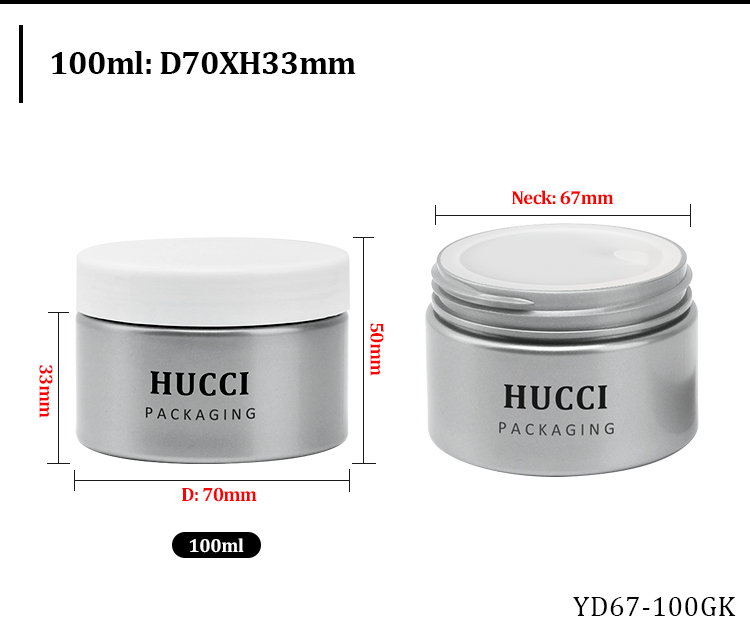 100ml: D70XH33mm
Neck: 67mm
50mm
33mm
HUCCI
PACKAGING
HUCCI
PACKAGING
D: 70mm
100ml
YD67-100GK